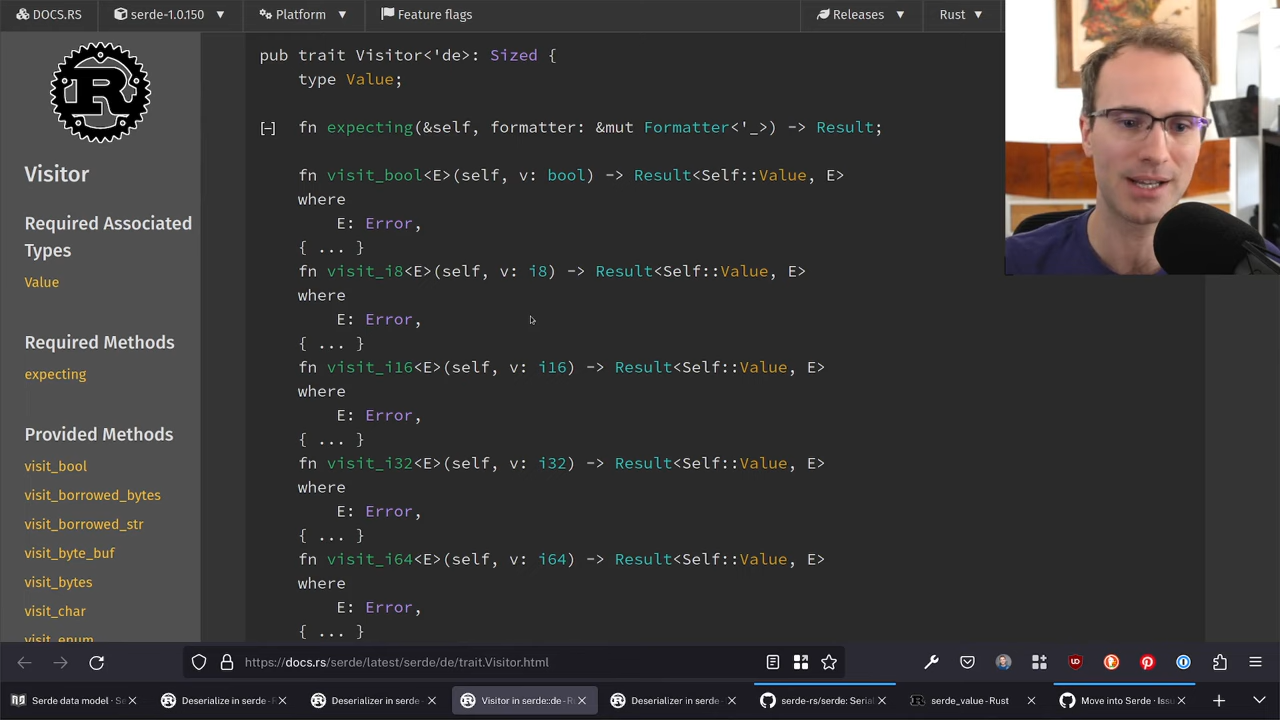 DOCS.RS
serde-1.0.150
Platform
Feature flags
Releases
Rust
Visitor
Required Associated
Types
Value
Required Methods
expecting
Provided Methods
visit_bool
visit_borrowed_bytes
visit_borrowed_str
visit_byte_buf
visit_bytes
visit_char
visit_enum
pub trait Visitor<'de>: Sized {
type Value;
[-] fn expecting(&self, formatter: &mut Formatter<'_>) -> Result;
fn visit_bool<E>(self, v: bool) -> Result<Self::Value, E>
where
E: Error,
{ ... }
fn visit_i8<E>(self, v: i8) -> Result<Self::Value, E>
where
E: Error,
{ ... }
fn visit_i16<E>(self, v: i16) -> Result<Self::Value, E>
where
E: Error,
{ ... }
fn visit_i32<E>(self, v: i32) -> Result<Self::Value, E>
where
E: Error,
{ ... }
fn visit_i64<E>(self, v: i64) -> Result<Self::Value, E>
where
E: Error,
{ ... }
https://docs.rs/serde/latest/serde/de/trait.Visitor.html
Serde data model · Se
Deserialize in serde - R
Deserializer in serde -
Visitor in serde::de - R
Deserializer in serde -
serde-rs/serde: Serial
serde_value - Rust
Move into Serde · Issu